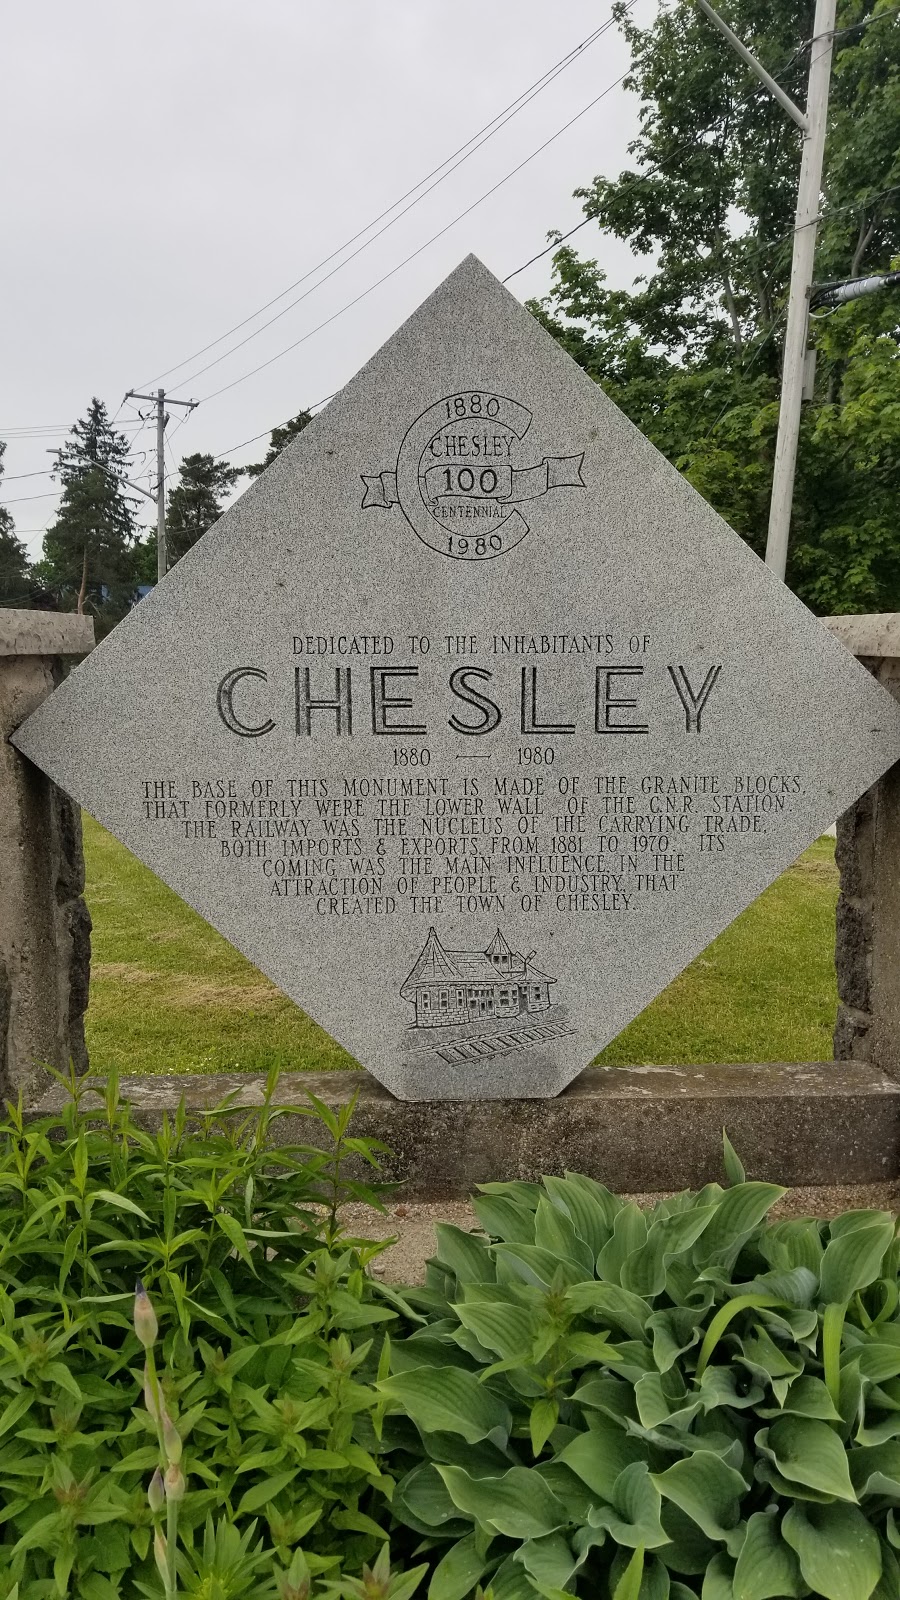 1880
CHESLEY
100
CENTENNIAL
1980
DEDICATED TO THE INHABITANTS OF
CHESLEY
1880 — 1980
THE BASE OF THIS MONUMENT IS MADE OF THE GRANITE BLOCKS,
THAT FORMERLY WERE THE LOWER WALL OF THE C.N.R. STATION.
THE RAILWAY WAS THE NUCLEUS OF THE CARRYING TRADE,
BOTH IMPORTS & EXPORTS, FROM 1881 TO 1970. ITS
COMING WAS THE MAIN INFLUENCE, IN THE
ATTRACTION OF PEOPLE & INDUSTRY, THAT
CREATED THE TOWN OF CHESLEY.